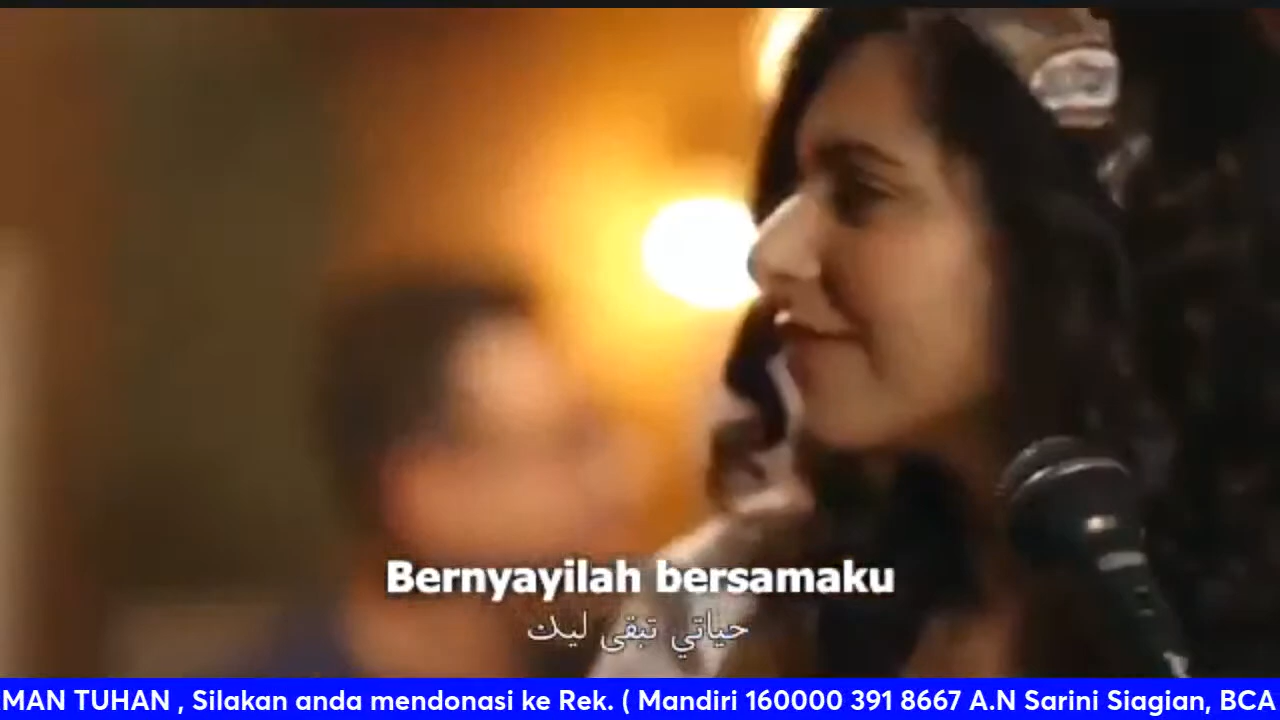 Bernyayilah bersamaku
حياتي تبقى ليك
MAN TUHAN , Silakan anda mendonasi ke Rek. ( Mandiri 160000 391 8667 A.N Sarini Siagian, BCA